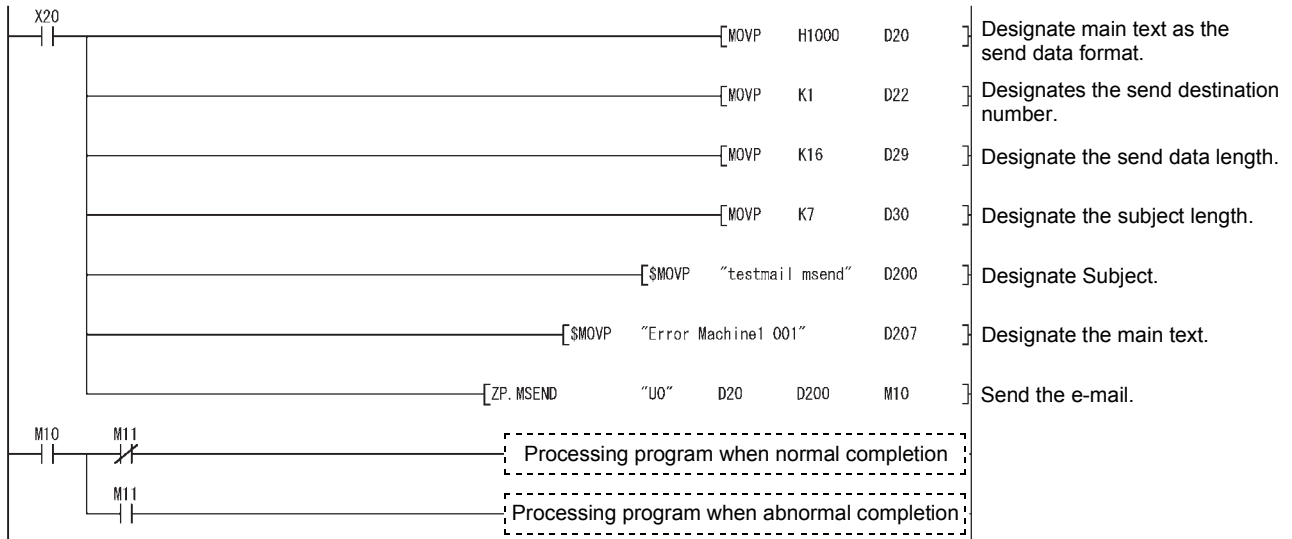 X20
[MOVP H1000 D20 ]
Designate main text as the
send data format.
[MOVP K1 D22 ]
Designates the send destination
number.
[MOVP K16 D29 ]
Designate the send data length.
[MOVP K7 D30 ]
Designate the subject length.
[$MOVP "testmail msend" D200 ]
Designate Subject.
[$MOVP "Error Machine1 001" D207 ]
Designate the main text.
[ZP.MSEND "U0" D20 D200 M10 ]
Send the e-mail.
M10 M11
Processing program when normal completion
M11
Processing program when abnormal completion